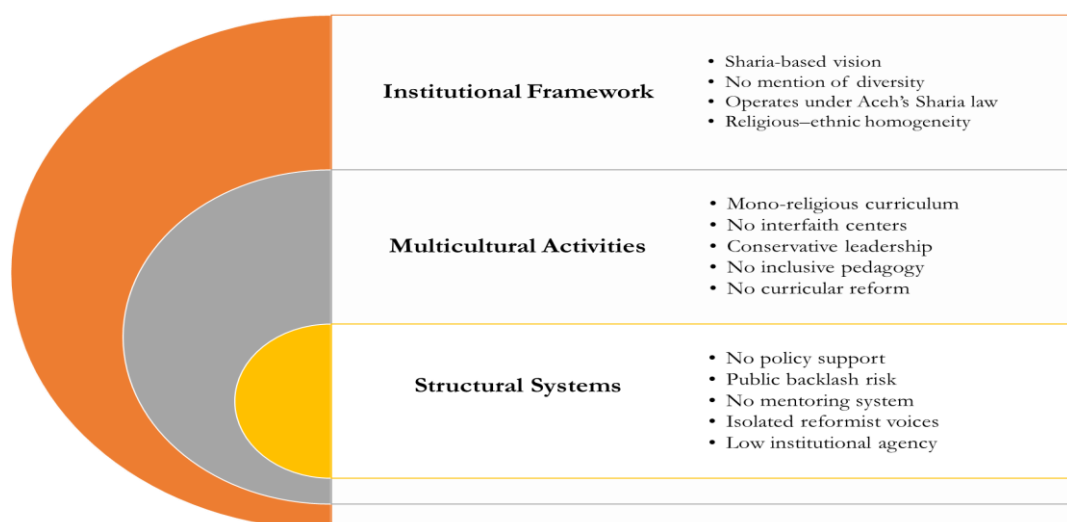 Institutional Framework
• Sharia-based vision
• No mention of diversity
• Operates under Aceh's Sharia law
• Religious–ethnic homogeneity
Multicultural Activities
• Mono-religious curriculum
• No interfaith centers
• Conservative leadership
• No inclusive pedagogy
• No curricular reform
Structural Systems
• No policy support
• Public backlash risk
• No mentoring system
• Isolated reformist voices
• Low institutional agency